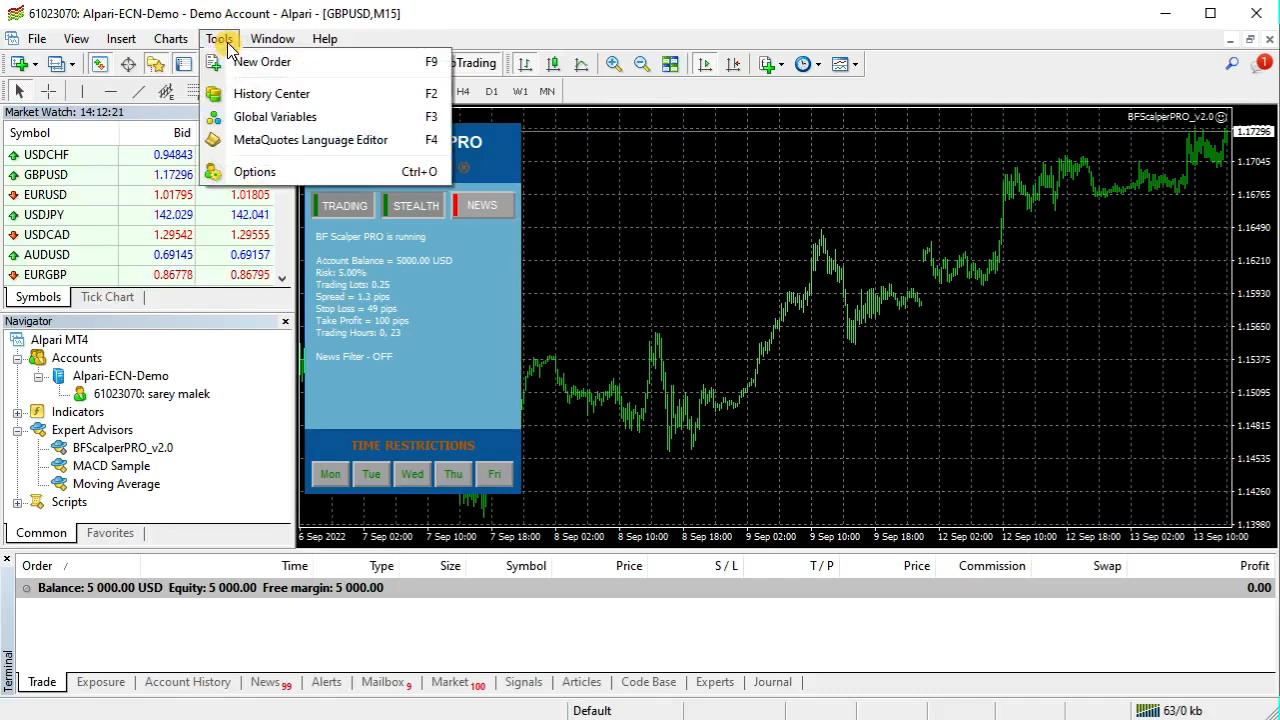 61023070: Alpari-ECN-Demo - Demo Account - Alpari - [GBPUSD,M15]
File View Insert Charts Tools Window Help
New Order F9
History Center F2
Global Variables F3
MetaQuotes Language Editor F4
Options Ctrl+O
Trading
1
H4 D1 W1 MN
Market Watch: 14:12:21
Symbol Bid
USDCHF 0.94843
GBPUSD 1.17296
EURUSD 1.01795 1.01805
USDJPY 142.029 142.041
USDCAD 1.29542 1.29555
AUDUSD 0.69145 0.69157
EURGBP 0.86778 0.86795
Symbols Tick Chart
Navigator
Alpari MT4
Accounts
Alpari-ECN-Demo
61023070: sarey malek
Indicators
Expert Advisors
BFScalperPRO_v2.0
MACD Sample
Moving Average
Scripts
Common Favorites
PRO
TRADING STEALTH NEWS
BF Scalper PRO is running
Account Balance = 5000.00 USD
Risk: 5.00%
Trading Lots: 0.25
Spread = 1.3 pips
Stop Loss = 49 pips
Take Profit = 100 pips
Trading Hours: 0, 23
News Filter - OFF
TIME RESTRICTIONS
Mon Tue Wed Thu Fri
BFScalperPRO_v2.0
1.17296
1.17045
1.16765
1.16490
1.16210
1.15930
1.15650
1.15375
1.15095
1.14815
1.14535
1.14260
1.13980
6 Sep 2022 7 Sep 02:00 7 Sep 10:00 7 Sep 18:00 8 Sep 02:00 8 Sep 10:00 8 Sep 18:00 9 Sep 02:00 9 Sep 10:00 9 Sep 18:00 12 Sep 02:00 12 Sep 10:00 12 Sep 18:00 13 Sep 02:00 13 Sep 10:00
Order / Time Type Size Symbol Price S / L T / P Price Commission Swap Profit
Balance: 5 000.00 USD Equity: 5 000.00 Free margin: 5 000.00 0.00
Terminal
Trade Exposure Account History News 99 Alerts Mailbox 9 Market 100 Signals Articles Code Base Experts Journal
Default 63/0 kb